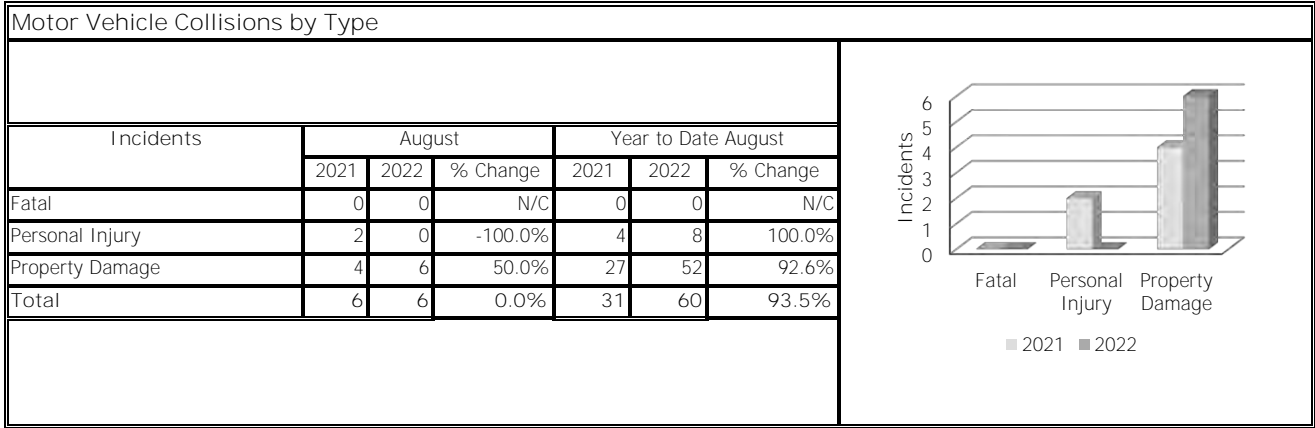 Motor Vehicle Collisions by Type
Incidents August Year to Date August
2021 2022 % Change 2021 2022 % Change
Fatal 0 0 N/C 0 0 N/C
Personal Injury 2 0 -100.0% 4 8 100.0%
Property Damage 4 6 50.0% 27 52 92.6%
Total 6 6 0.0% 31 60 93.5%
Incidents
6
5
4
3
2
1
0
Fatal Personal Property
Injury Damage
2021 2022